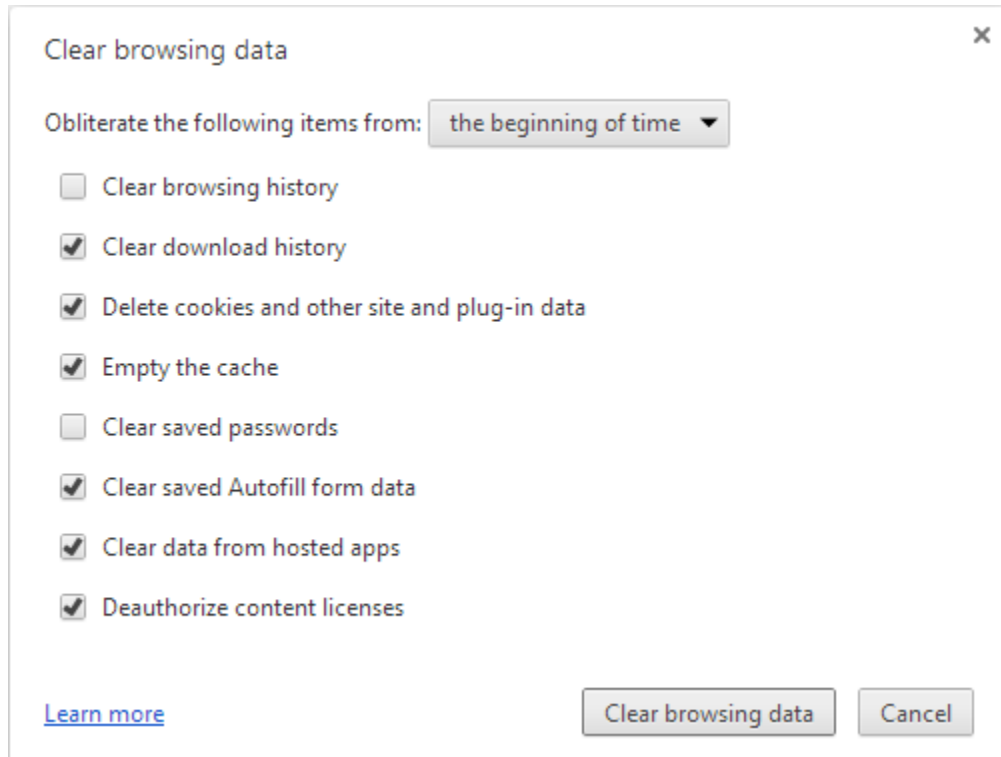 Clear browsing data
Obliterate the following items from: the beginning of time
Clear browsing history
Clear download history
Delete cookies and other site and plug-in data
Empty the cache
Clear saved passwords
Clear saved Autofill form data
Clear data from hosted apps
Deauthorize content licenses
Learn more Clear browsing data Cancel